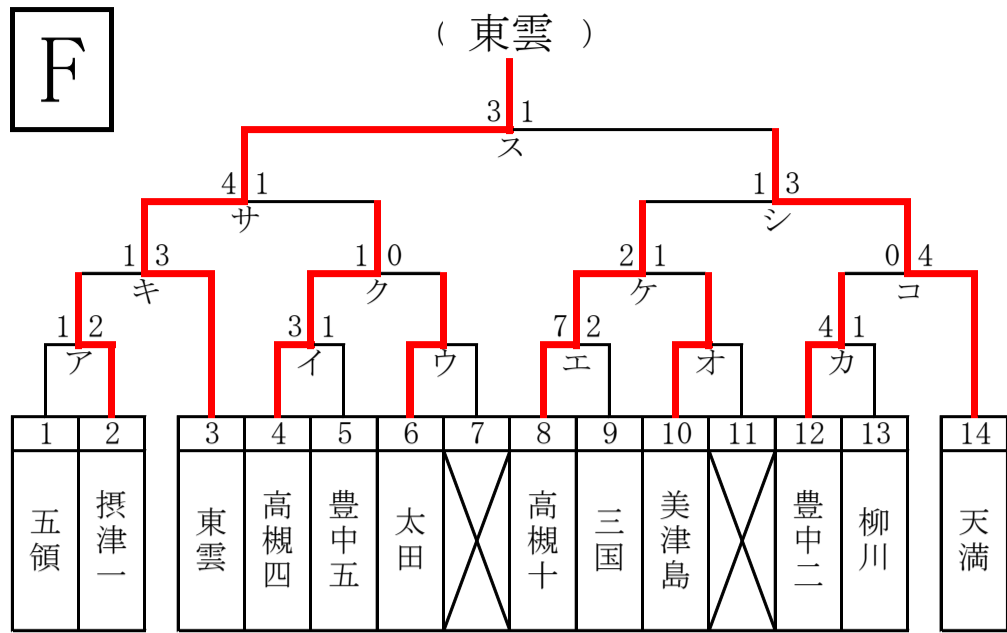 F
( 東雲 )
3 1
ス
4 1
サ
1 3
シ
1 3
キ
1 0
ク
2 1
ケ
0 4
コ
1 2
ア
3 1
イ
ウ
7 2
エ
オ
4 1
カ
1 2 3 4 5 6 7 8 9 10 11 12 13 14
五領
摂津一
東雲
高槻四
豊中五
太田
高槻十
三国
美津島
豊中二
柳川
天満